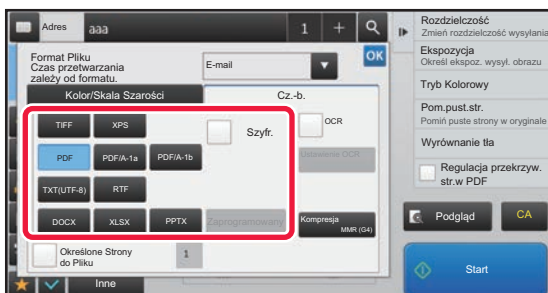 Adres
aaa
1
Format Pliku
Czas przetwarzania
zależy od formatu.
E-mail
OK
Kolor/Skala Szarości
Cz.-b.
TIFF
XPS
Szyfr.
OCR
PDF
PDF/A-1a
PDF/A-1b
Ustawienie OCR
TXT(UTF-8)
RTF
DOCX
XLSX
PPTX
Zaprogramowany
Kompresja
MMR (G4)
Określone Strony
do Pliku
1
Inne
Rozdzielczość
Zmień rozdzielczość wysyłania
Ekspozycja
Określ ekspoz. wysył. obrazu
Tryb Kolorowy
Pom.pust.str.
Pomiń puste strony w oryginale
Wyrównanie tła
Regulacja przekrzyw.
str.w PDF
Podgląd
CA
Start